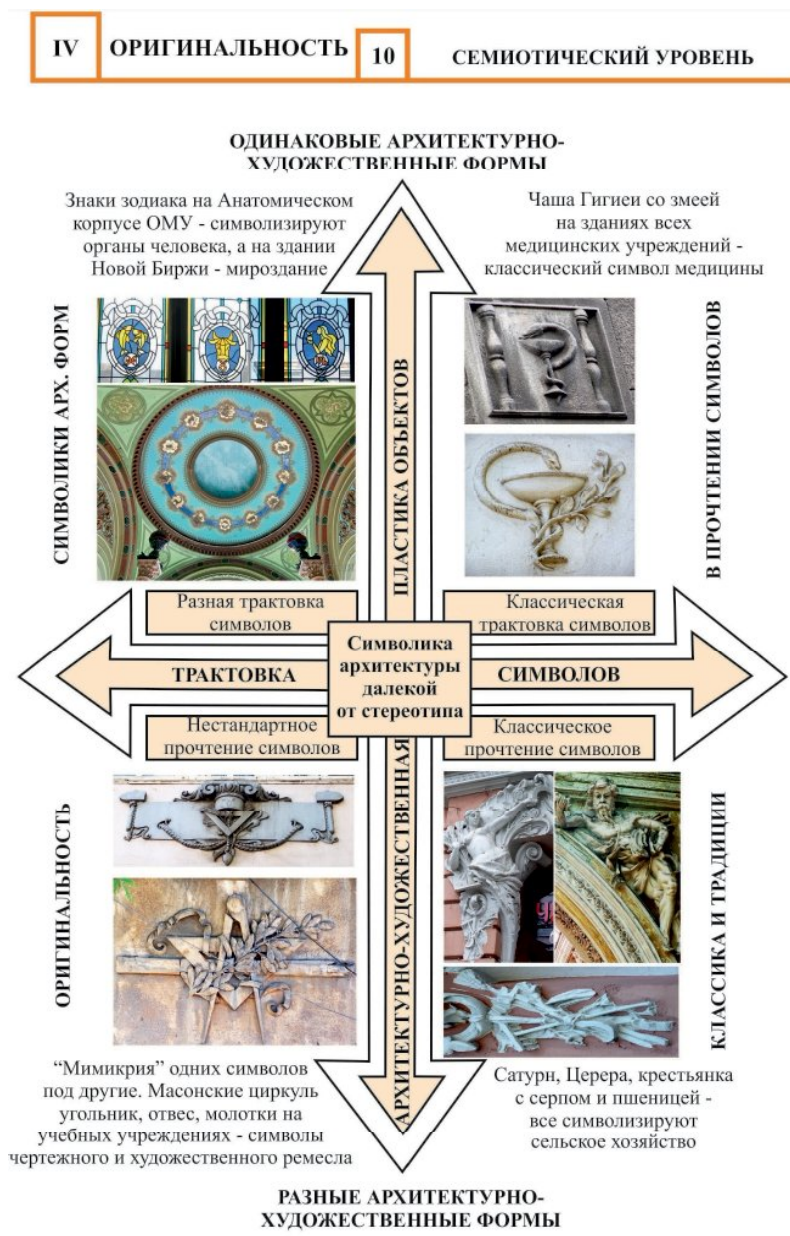 IV
ОРИГИНАЛЬНОСТЬ
10
СЕМИОТИЧЕСКИЙ УРОВЕНЬ
ОДИНАКОВЫЕ АРХИТЕКТУРНО-
ХУДОЖЕСТВЕННЫЕ ФОРМЫ
Знаки зодиака на Анатомическом
корпусе ОМУ - символизируют
органы человека, а на здании
Новой Биржи - мироздание
Чаша Гигиеи со змеей
на зданиях всех
медицинских учреждений -
классический символ медицины
СИМВОЛИКИ АРХ. ФОРМ
ПЛАСТИКА ОБЪЕКТОВ
В ПРОЧТЕНИИ СИМВОЛОВ
Разная трактовка
символов
Классическая
трактовка символов
ТРАКТОВКА
Символика
архитектуры
далекой
от стереотипа
СИМВОЛОВ
Нестандартное
прочтение символов
Классическое
прочтение символов
ОРИГИНАЛЬНОСТЬ
АРХИТЕКТУРНО-ХУДОЖЕСТВЕННАЯ
КЛАССИКА И ТРАДИЦИИ
“Мимикрия” одних символов
под другие. Масонские циркуль
угольник, отвес, молотки на
учебных учреждениях - символы
чертежного и художественного ремесла
Сатурн, Церера, крестьянка
с серпом и пшеницей -
все символизируют
сельское хозяйство
РАЗНЫЕ АРХИТЕКТУРНО-
ХУДОЖЕСТВЕННЫЕ ФОРМЫ